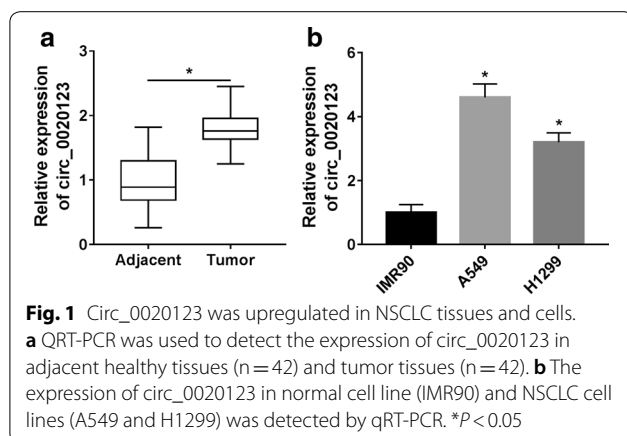 a
b
3
2
1
0
Relative expression
of circ_0020123
*
Adjacent Tumor
6
4
2
0
Relative expression
of circ_0020123
*
*
IMR90 A549 H1299
Fig. 1 Circ_0020123 was upregulated in NSCLC tissues and cells.
a QRT-PCR was used to detect the expression of circ_0020123 in
adjacent healthy tissues (n = 42) and tumor tissues (n = 42). b The
expression of circ_0020123 in normal cell line (IMR90) and NSCLC cell
lines (A549 and H1299) was detected by qRT-PCR. *P < 0.05